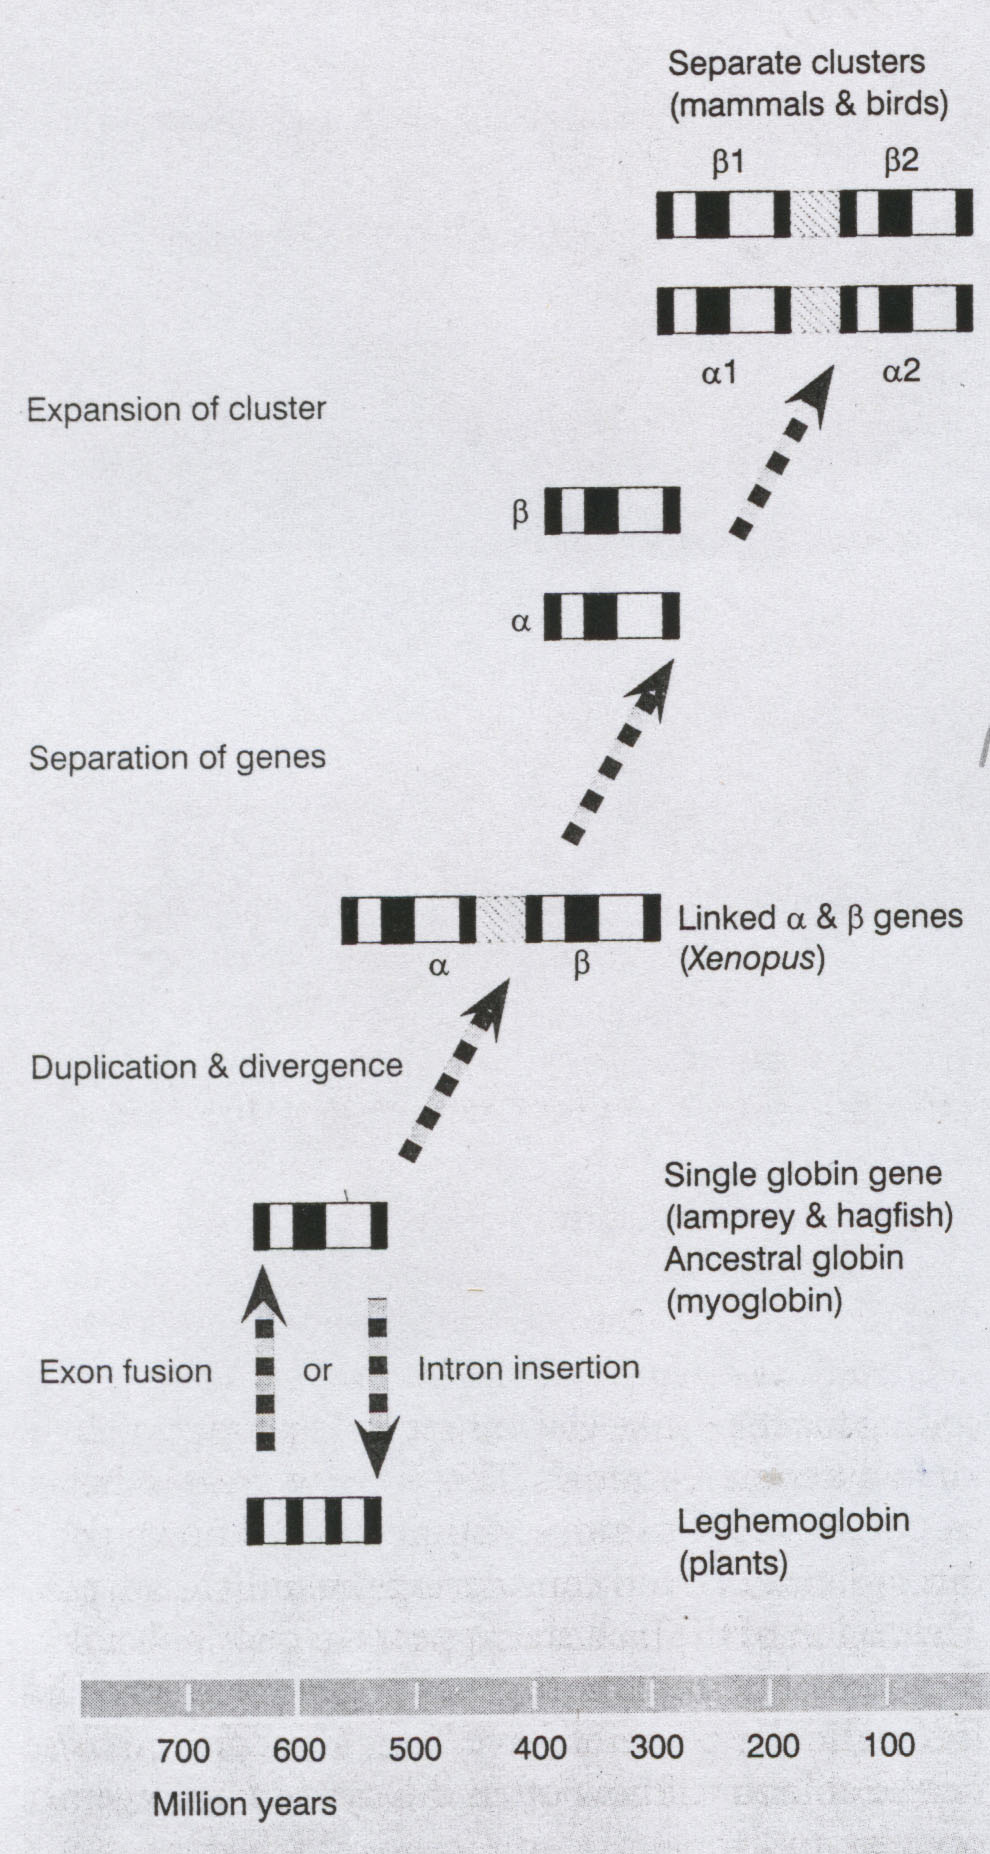 Separate clusters
(mammals & birds)
β1 β2
α1 α2
Expansion of cluster
β
α
Separation of genes
Linked α & β genes
(Xenopus)
α β
Duplication & divergence
Single globin gene
(lamprey & hagfish)
Ancestral globin
(myoglobin)
Exon fusion or Intron insertion
Leghemoglobin
(plants)
700 600 500 400 300 200 100
Million years